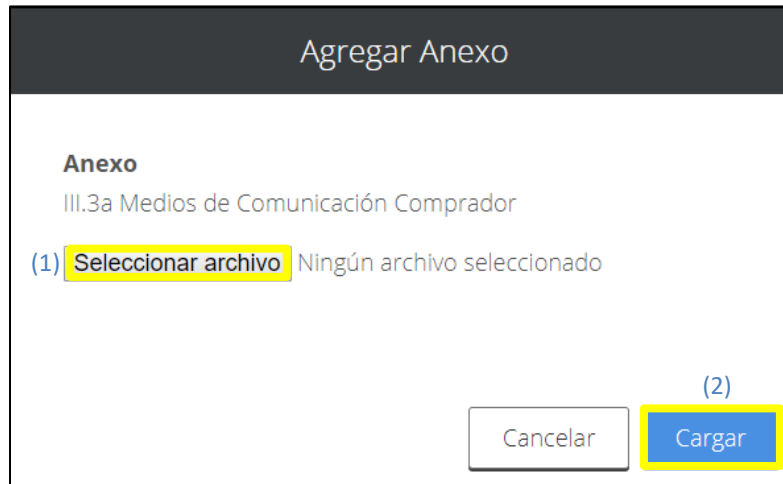 Agregar Anexo
Anexo
III.3a Medios de Comunicación Comprador
(1) Seleccionar archivo Ningún archivo seleccionado
(2)
Cancelar Cargar